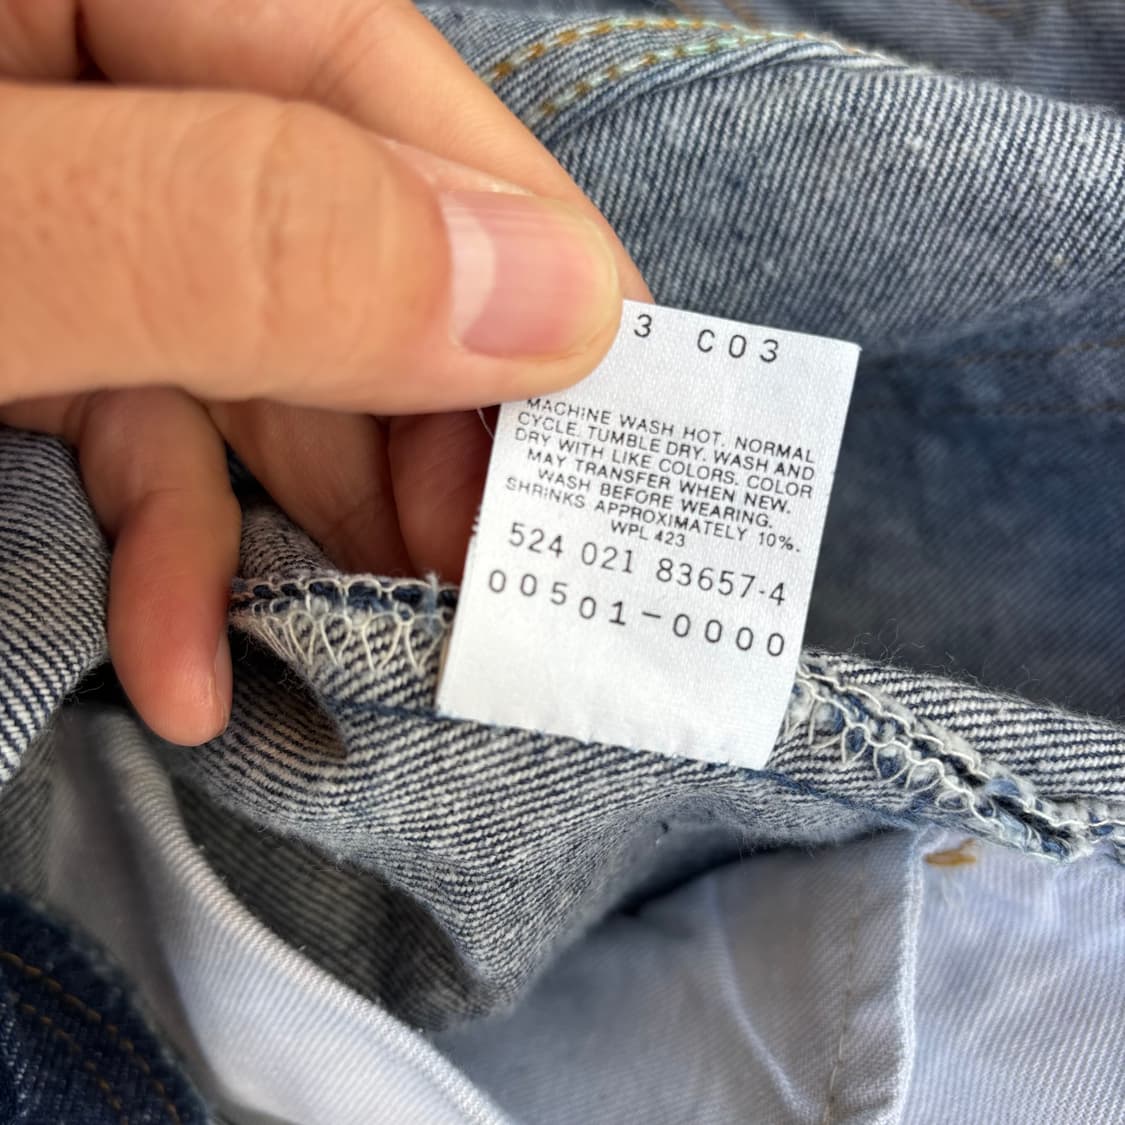 3 C03
MACHINE WASH HOT. NORMAL
CYCLE. TUMBLE DRY. WASH AND
DRY WITH LIKE COLORS. COLOR
MAY TRANSFER WHEN NEW.
WASH BEFORE WEARING.
SHRINKS APPROXIMATELY 10%.
WPL 423
524 021 83657-4
00501-0000